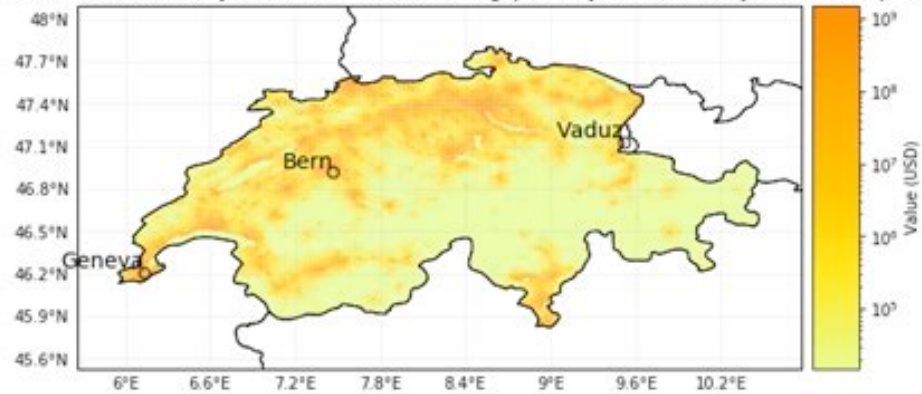 48°N
47.7°N
47.4°N
47.1°N
46.8°N
46.5°N
46.2°N
45.9°N
45.6°N
Vaduz
Bern
Geneva
6°E 6.6°E 7.2°E 7.8°E 8.4°E 9°E 9.6°E 10.2°E
10⁹
10⁸
10⁷
10⁶
10⁵
Value (USD)